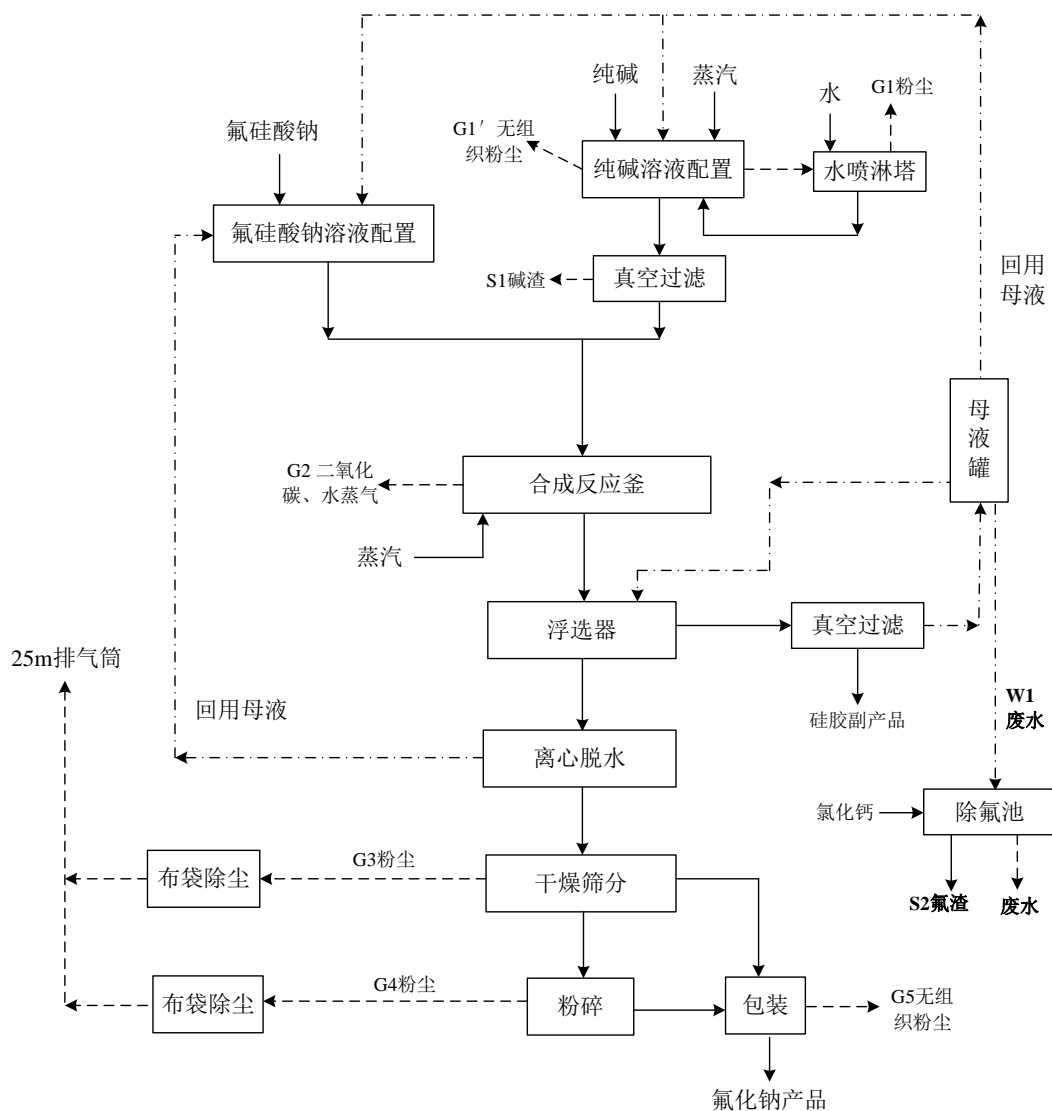 纯碱
蒸汽
水
G1粉尘
氟硅酸钠
G1′无组
织粉尘
纯碱溶液配置
水喷淋塔
氟硅酸钠溶液配置
S1碱渣
真空过滤
回用
母液
母
液
罐
G2 二氧化
碳、水蒸气
合成反应釜
蒸汽
浮选器
真空过滤
25m排气筒
回用母液
硅胶副产品
W1
废水
离心脱水
氯化钙
除氟池
G3粉尘
布袋除尘
干燥筛分
S2氟渣
废水
G4粉尘
布袋除尘
粉碎
包装
G5无组
织粉尘
氟化钠产品